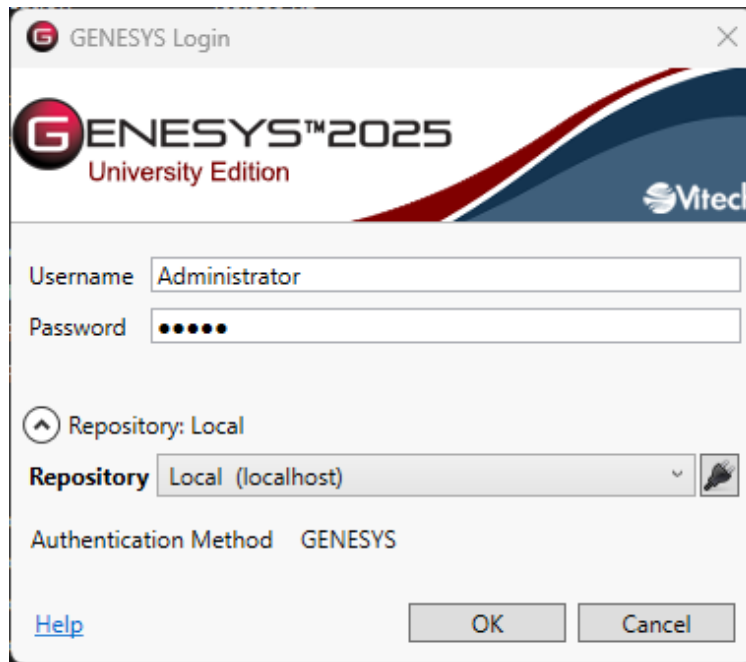 GENESYS Login
GENESYS™2025
University Edition
Vitech
Username Administrator
Password •••••
Repository: Local
Repository Local (localhost)
Authentication Method GENESYS
Help OK Cancel